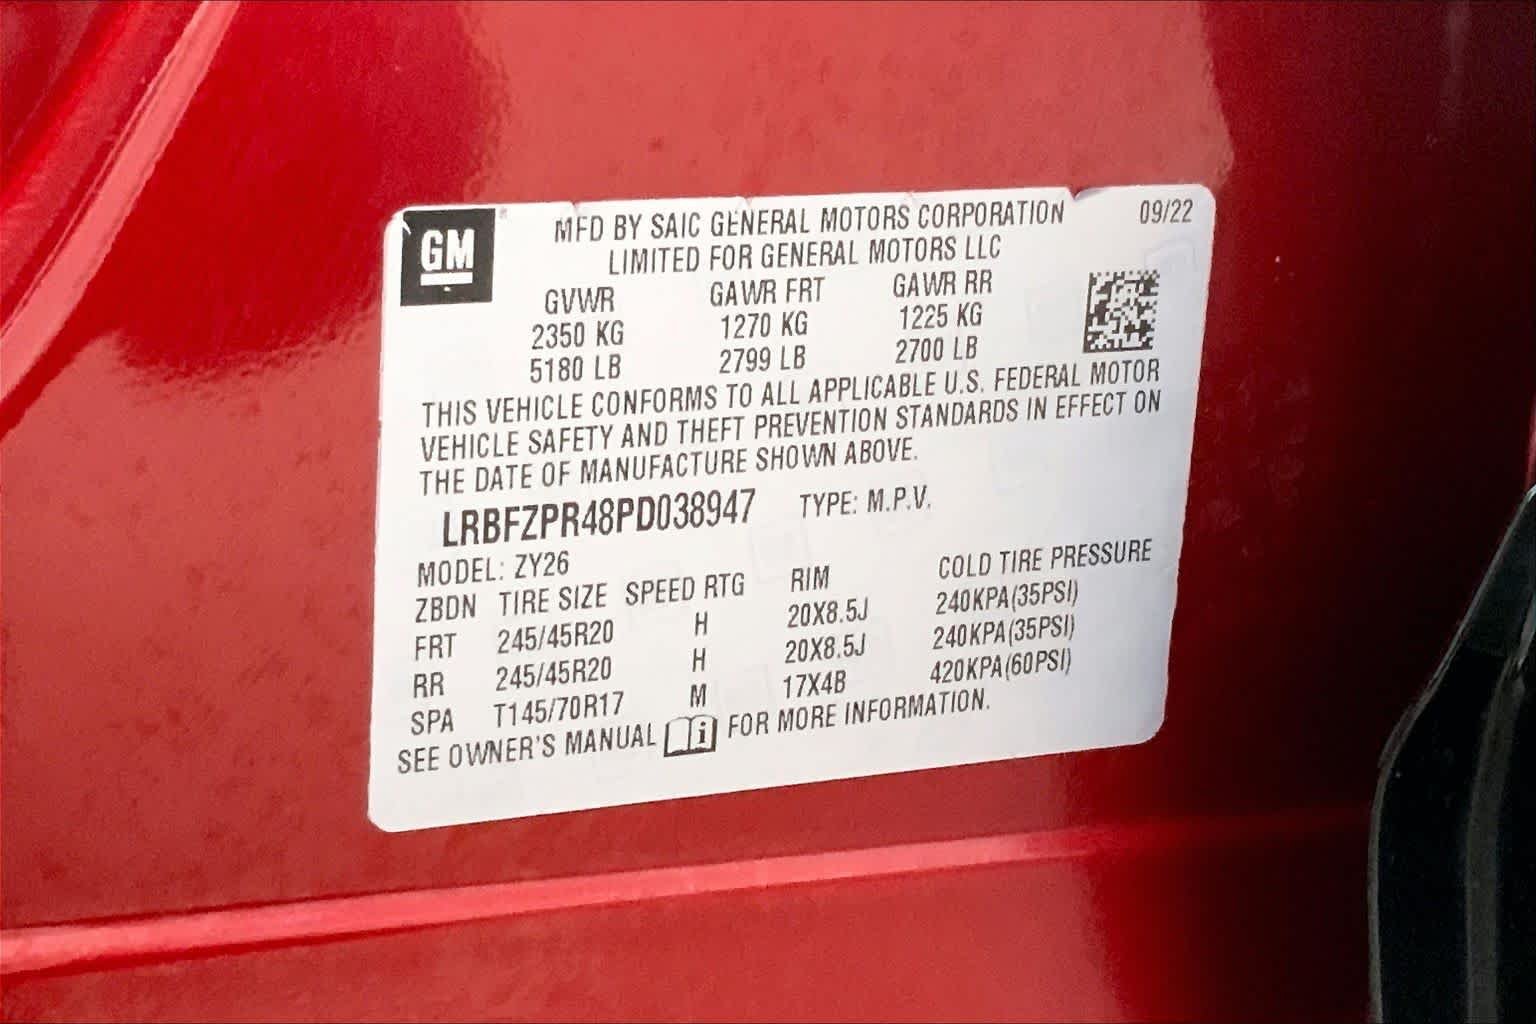 GM
MFD BY SAIC GENERAL MOTORS CORPORATION 09/22
LIMITED FOR GENERAL MOTORS LLC
GVWR GAWR FRT GAWR RR
2350 KG 1270 KG 1225 KG
5180 LB 2799 LB 2700 LB
THIS VEHICLE CONFORMS TO ALL APPLICABLE U.S. FEDERAL MOTOR
VEHICLE SAFETY AND THEFT PREVENTION STANDARDS IN EFFECT ON
THE DATE OF MANUFACTURE SHOWN ABOVE.
LRBFZPR48PD038947 TYPE: M.P.V.
MODEL: ZY26
ZBDN TIRE SIZE SPEED RTG RIM COLD TIRE PRESSURE
FRT 245/45R20 H 20X8.5J 240KPA(35PSI)
RR 245/45R20 H 20X8.5J 240KPA(35PSI)
SPA T145/70R17 M 17X4B 420KPA(60PSI)
SEE OWNER'S MANUAL i FOR MORE INFORMATION.